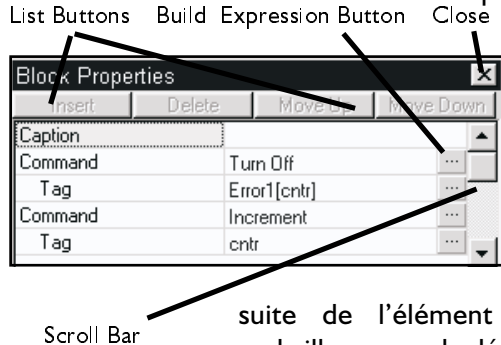 List Buttons Build Expression Button Close
Block Properties
Insert Delete Move Up Move Down
Caption
Command Turn Off ...
Tag Error1[cntr] ...
Command Increment ...
Tag cntr ...
suite de l'élément
Scroll Bar